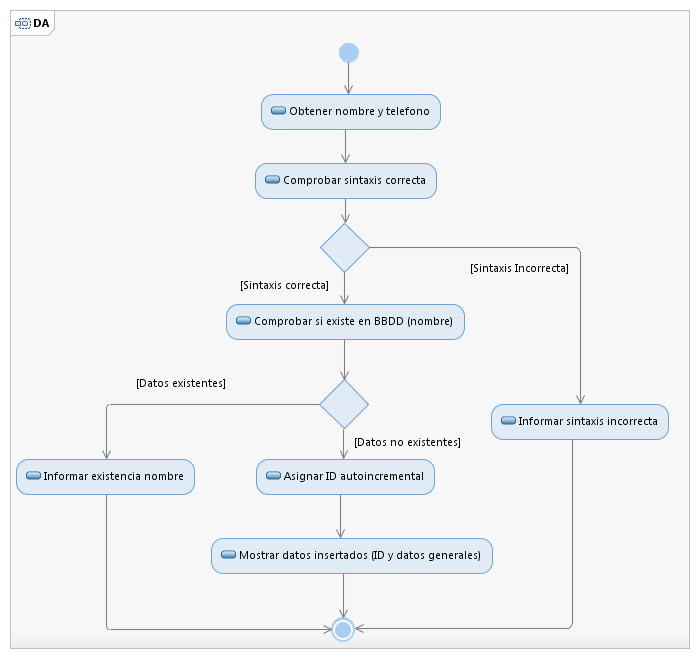 DA
Obtener nombre y telefono
Comprobar sintaxis correcta
[Sintaxis Incorrecta]
[Sintaxis correcta]
Comprobar si existe en BBDD (nombre)
[Datos existentes]
Informar sintaxis incorrecta
[Datos no existentes]
Informar existencia nombre
Asignar ID autoincremental
Mostrar datos insertados (ID y datos generales)